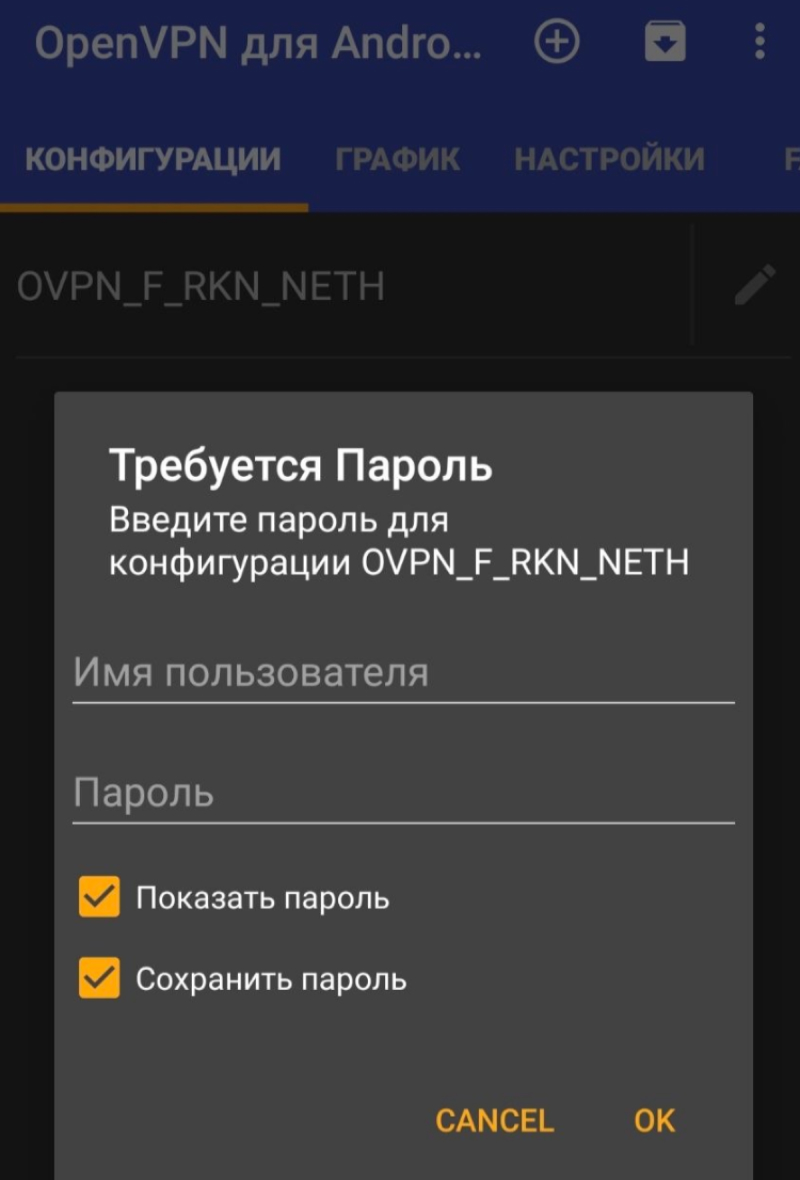 OpenVPN для Andro...
КОНФИГУРАЦИИ ГРАФИК НАСТРОЙКИ
OVPN_F_RKN_NETH
Требуется Пароль
Введите пароль для
конфигурации OVPN_F_RKN_NETH
Имя пользователя
Пароль
Показать пароль
Сохранить пароль
CANCEL OK